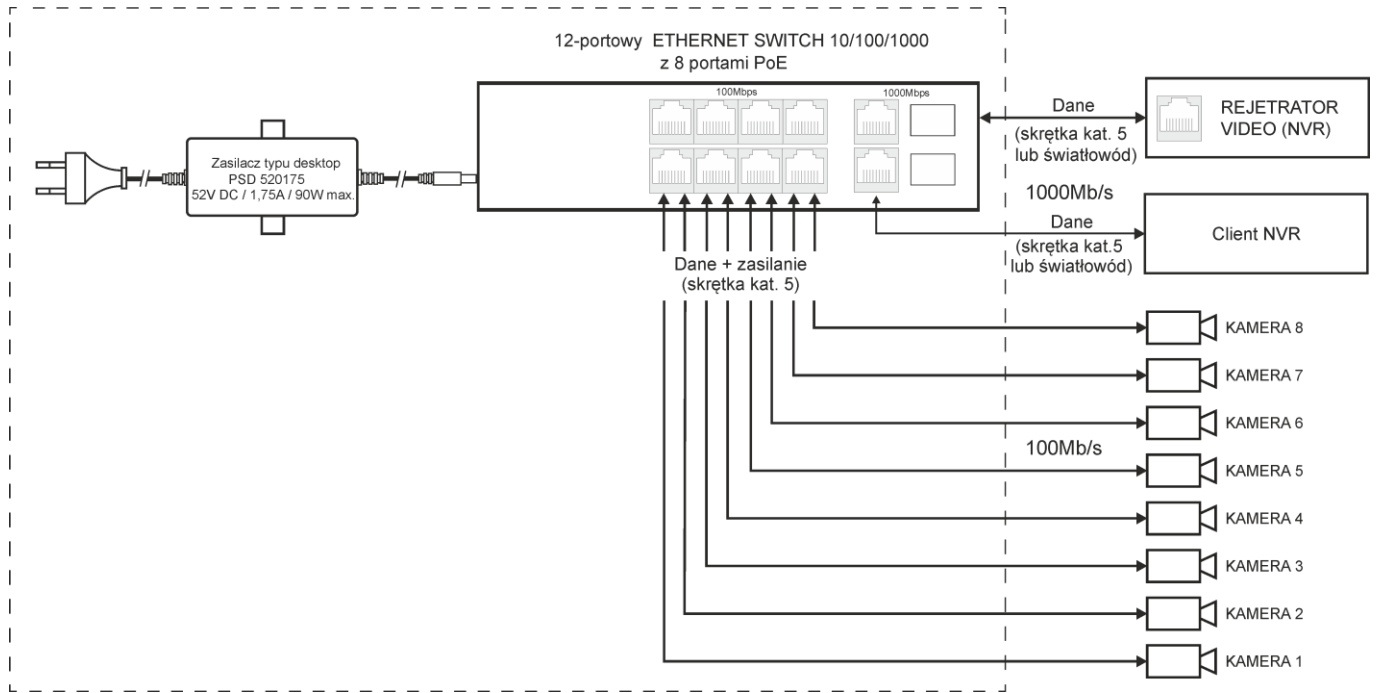 12-portowy ETHERNET SWITCH 10/100/1000
z 8 portami PoE
100Mbps
1000Mbps
Zasilacz typu desktop
PSD 520175
52V DC / 1,75A / 90W max.
Dane
(skrętka kat. 5
lub światłowód)
REJETRATOR
VIDEO (NVR)
1000Mb/s
Dane
(skrętka kat.5
lub światłowód)
Client NVR
Dane + zasilanie
(skrętka kat. 5)
KAMERA 8
KAMERA 7
KAMERA 6
100Mb/s
KAMERA 5
KAMERA 4
KAMERA 3
KAMERA 2
KAMERA 1